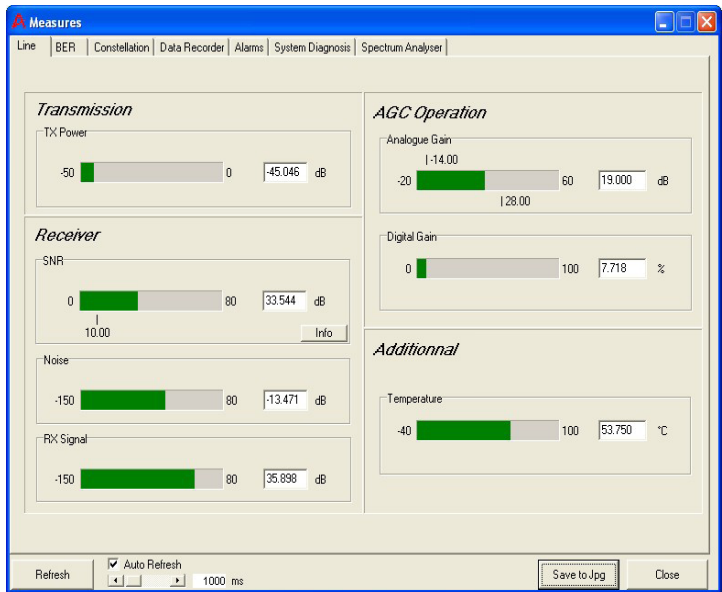 Measures
Line BER Constellation Data Recorder Alarms System Diagnosis Spectrum Analyser
Transmission
TX Power
-50 0 -45.046 dB
Receiver
SNR
0 80 33.544 dB
10.00
Info
Noise
-150 80 -13.471 dB
RX Signal
-150 80 35.898 dB
AGC Operation
Analogue Gain
-14.00
-20 60 19.000 dB
28.00
Digital Gain
0 100 7.718 %
Additionnal
Temperature
-40 100 53.750 °C
Refresh
Auto Refresh
1000 ms
Save to Jpg
Close